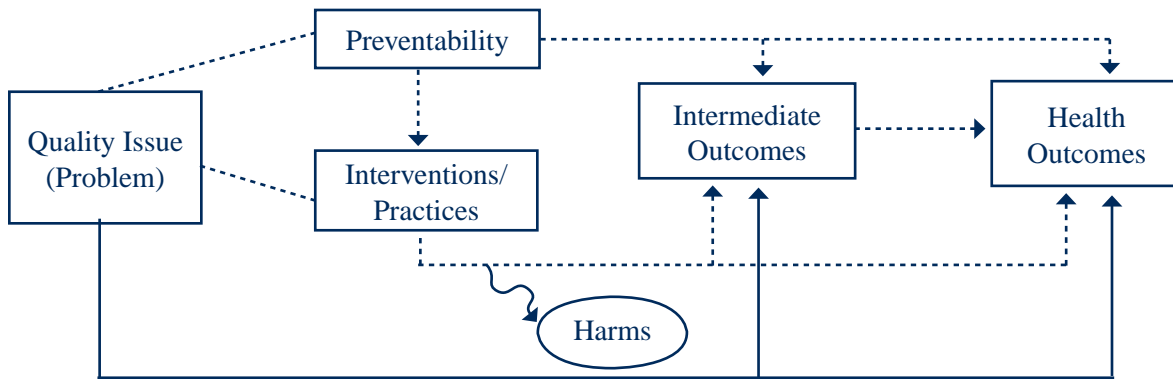 Preventability
Quality Issue
(Problem)
Interventions/
Practices
Intermediate
Outcomes
Health
Outcomes
Harms